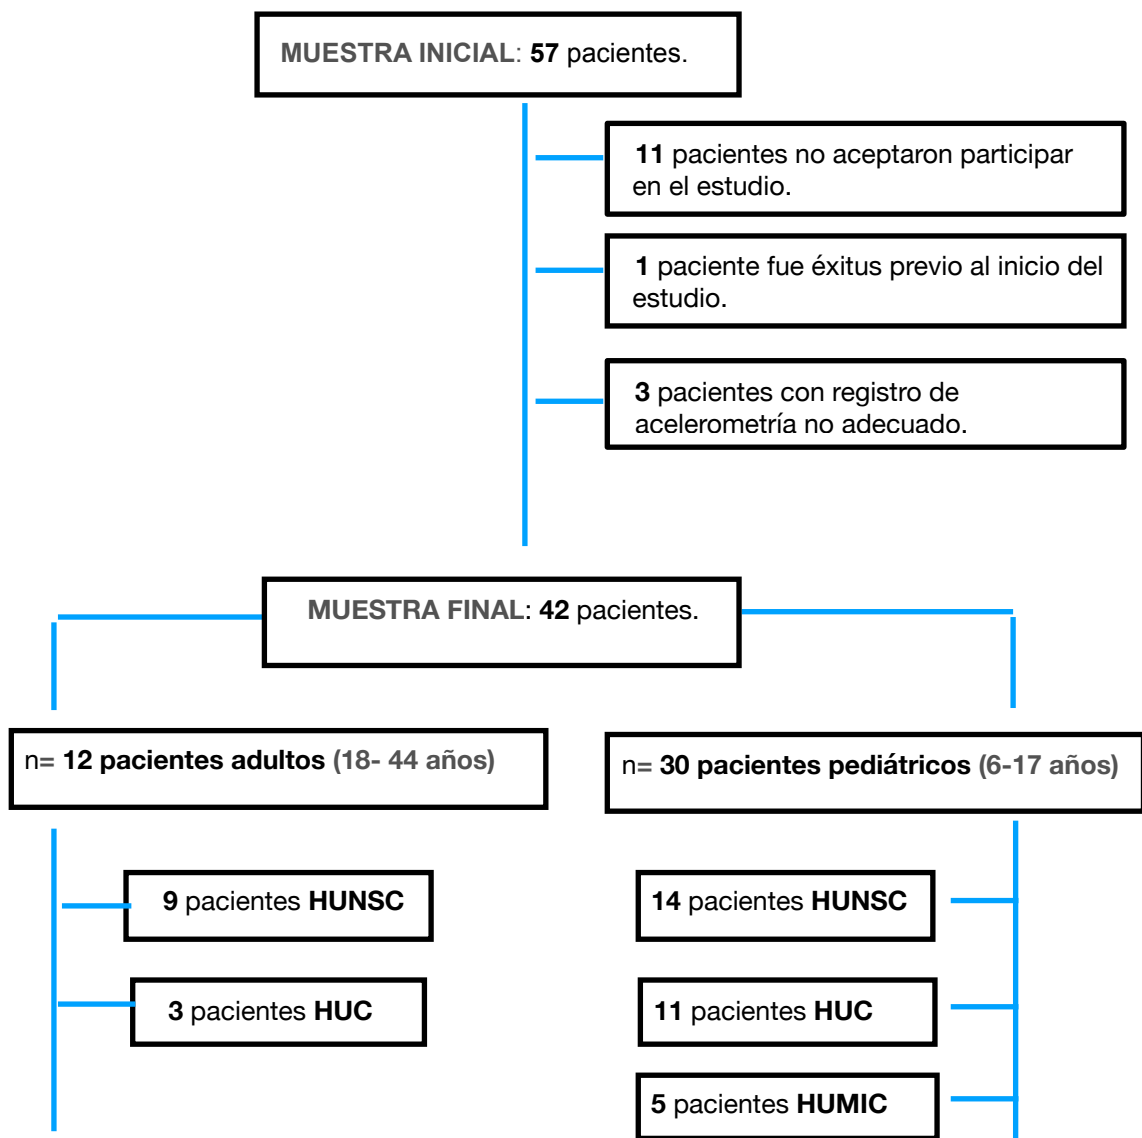 MUESTRA INICIAL: 57 pacientes.
11 pacientes no aceptaron participar
en el estudio.
1 paciente fue éxitus previo al inicio del
estudio.
3 pacientes con registro de
acelerometría no adecuado.
MUESTRA FINAL: 42 pacientes.
n= 12 pacientes adultos (18- 44 años)
n= 30 pacientes pediátricos (6-17 años)
9 pacientes HUNSC
14 pacientes HUNSC
3 pacientes HUC
11 pacientes HUC
5 pacientes HUMIC